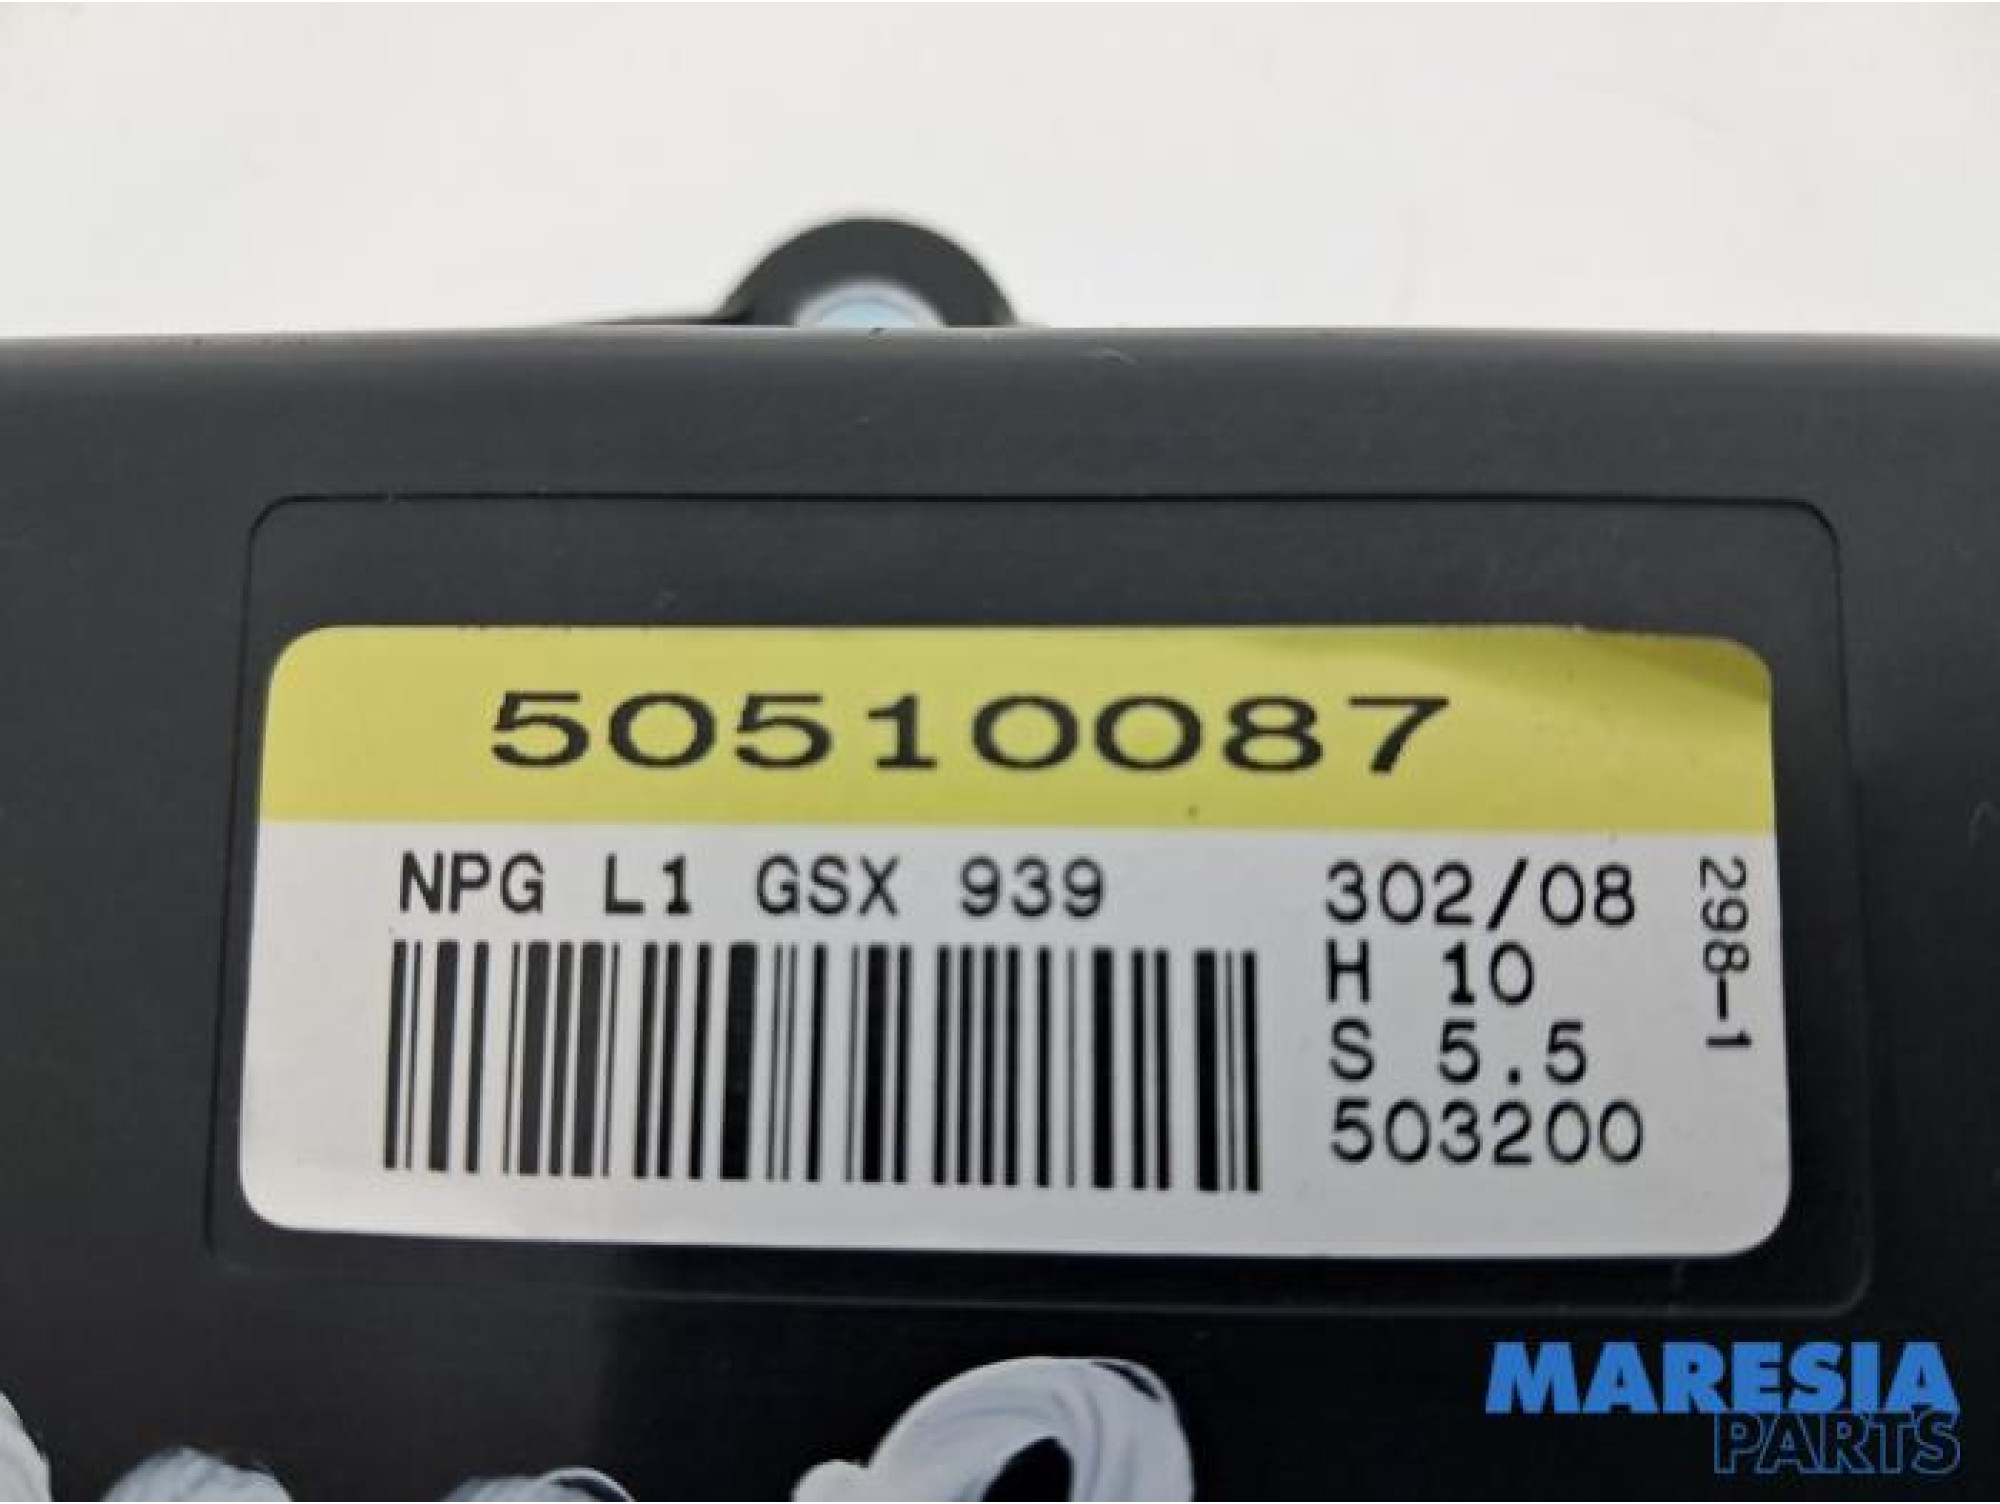 50510087
NPG L1 GSX 939
302/08
H 10
S 5.5
503200
298-1
MARESIA
PARTS